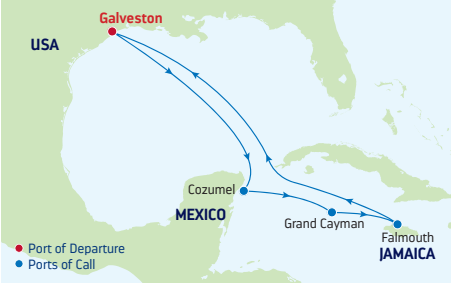 Galveston
USA
Cozumel
MEXICO
Grand Cayman
Falmouth
JAMAICA
Port of Departure
Ports of Call